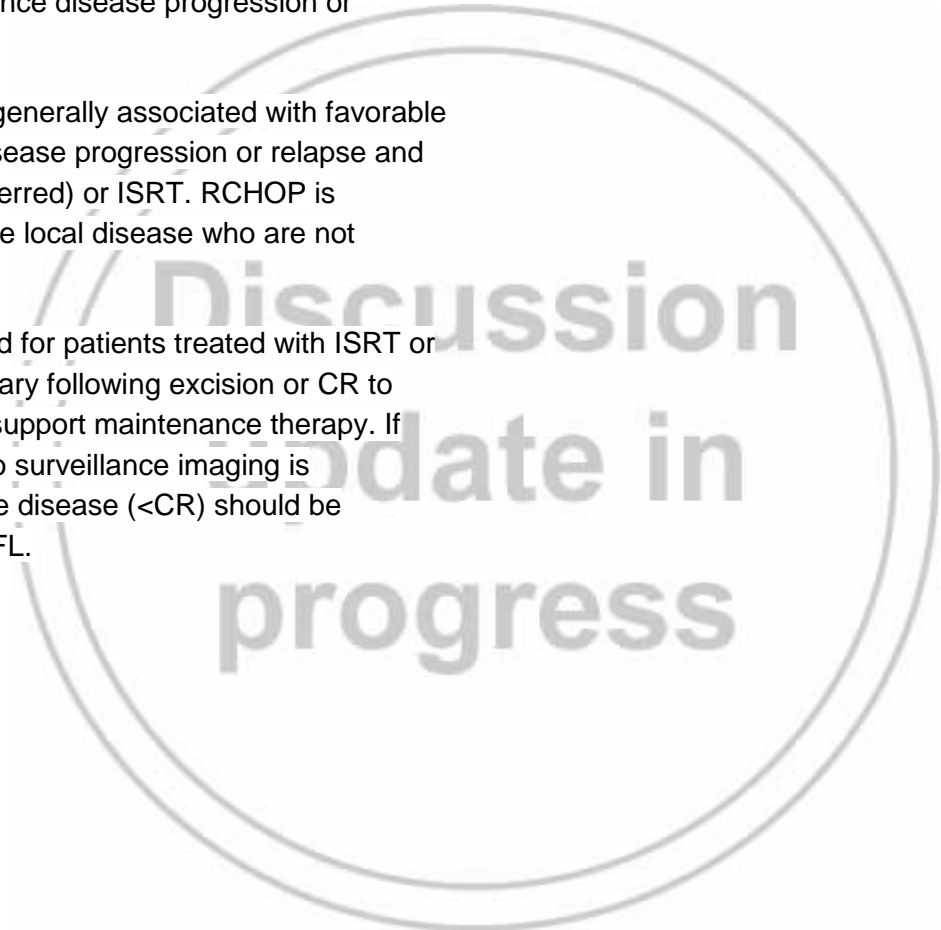 nce disease progression or
generally associated with favorable
sease progression or relapse and
erred) or ISRT. RCHOP is
e local disease who are not
Discussion
d for patients treated with ISRT or
ary following excision or CR to
support maintenance therapy. If
update in
o surveillance imaging is
e disease (<CR) should be
FL.
progress